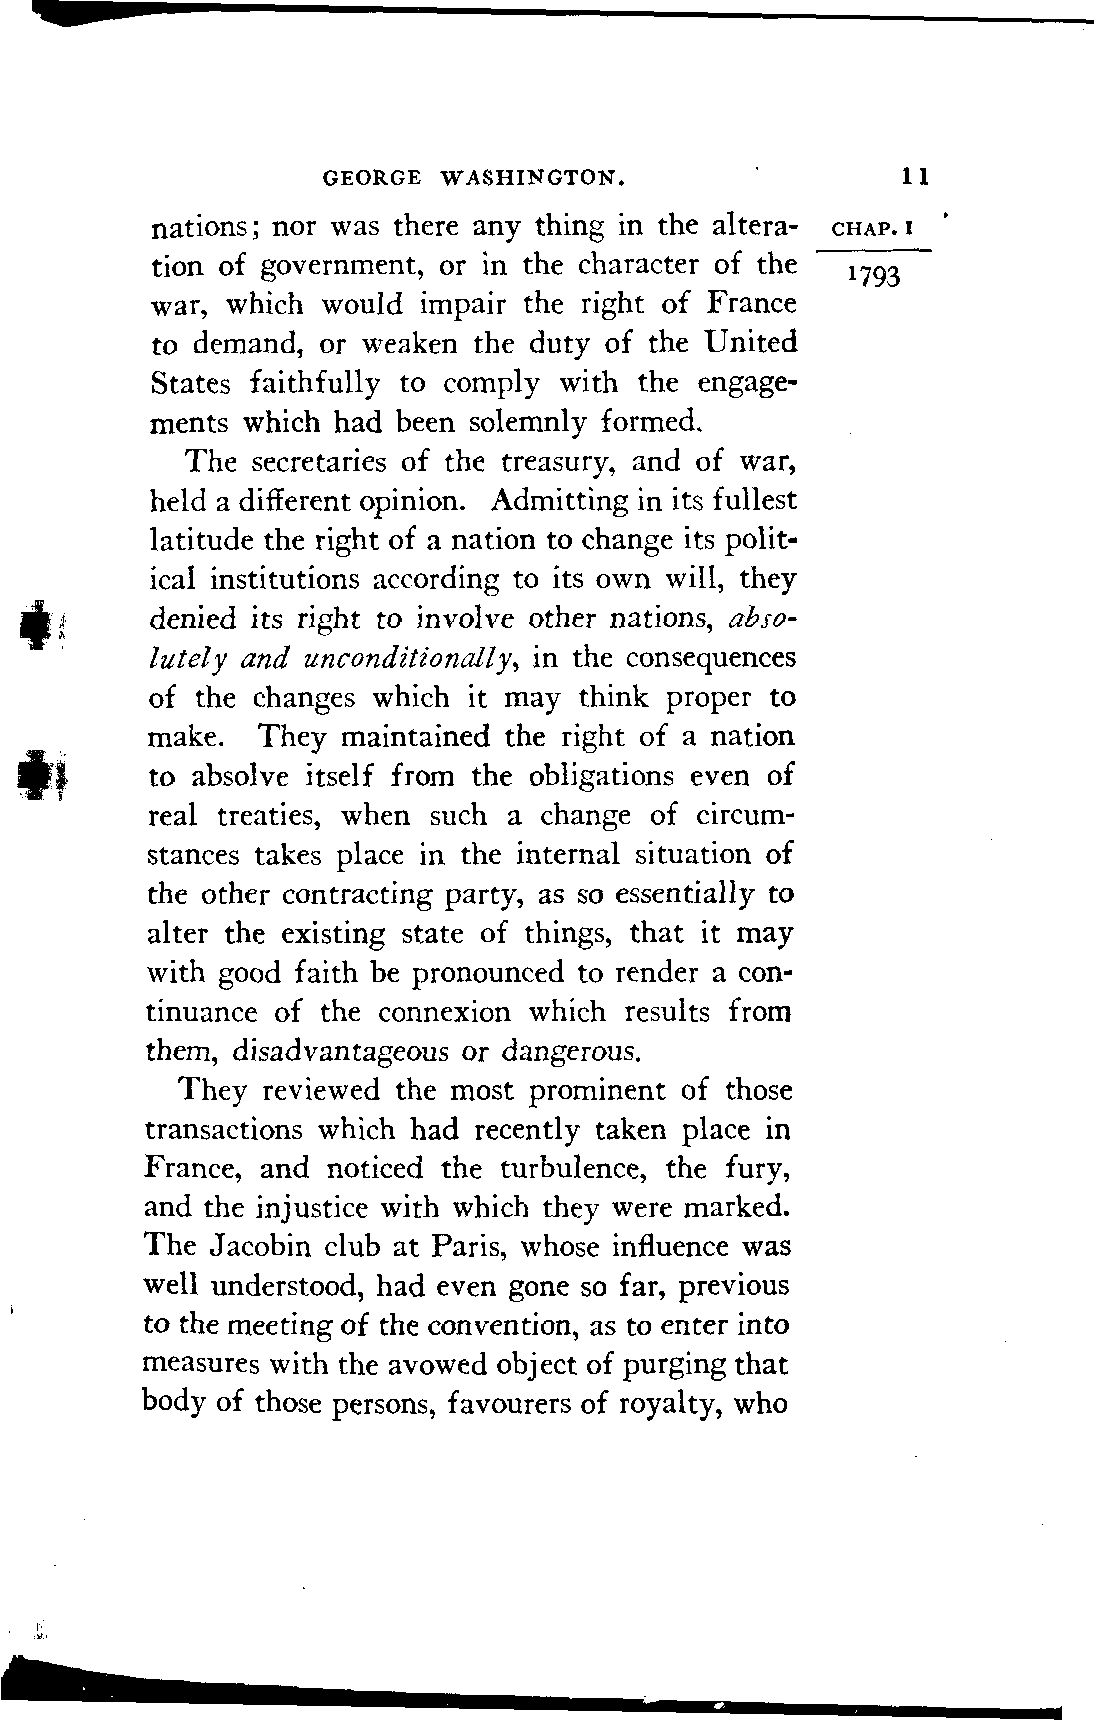 GEORGE WASHINGTON. 11
nations; nor was there any thing in the altera- CHAP. I
tion of government, or in the character of the 1793
war, which would impair the right of France
to demand, or weaken the duty of the United
States faithfully to comply with the engage-
ments which had been solemnly formed.
The secretaries of the treasury, and of war,
held a different opinion. Admitting in its fullest
latitude the right of a nation to change its polit-
ical institutions according to its own will, they
denied its right to involve other nations, abso-
lutely and unconditionally, in the consequences
of the changes which it may think proper to
make. They maintained the right of a nation
to absolve itself from the obligations even of
real treaties, when such a change of circum-
stances takes place in the internal situation of
the other contracting party, as so essentially to
alter the existing state of things, that it may
with good faith be pronounced to render a con-
tinuance of the connexion which results from
them, disadvantageous or dangerous.
They reviewed the most prominent of those
transactions which had recently taken place in
France, and noticed the turbulence, the fury,
and the injustice with which they were marked.
The Jacobin club at Paris, whose influence was
well understood, had even gone so far, previous
to the meeting of the convention, as to enter into
measures with the avowed object of purging that
body of those persons, favourers of royalty, who